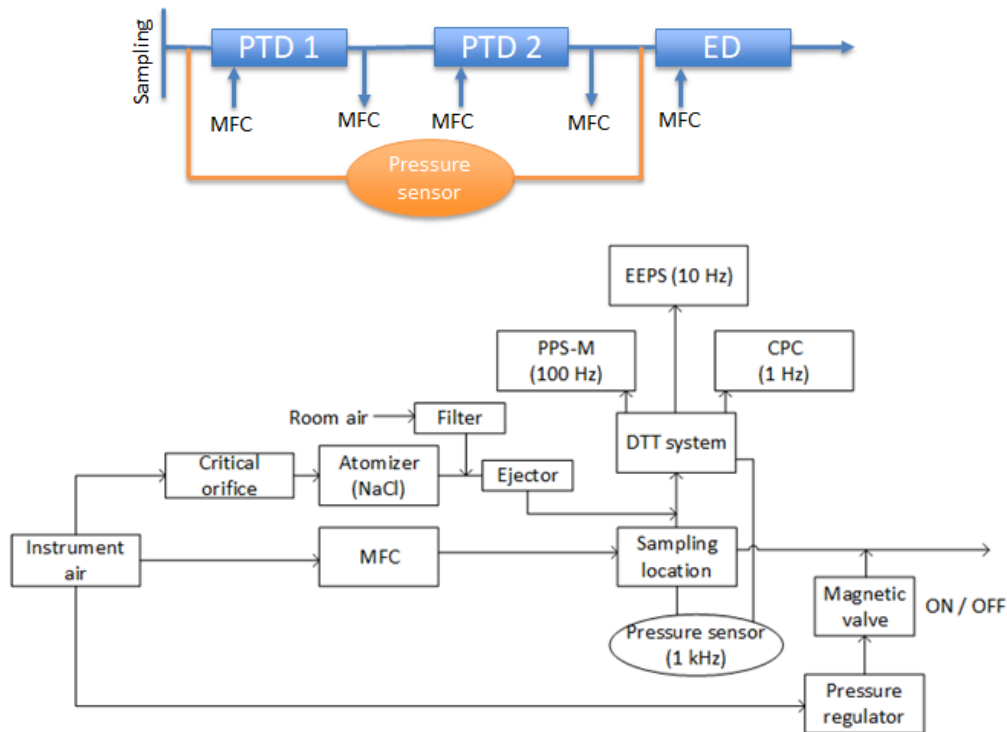 Sampling
PTD 1
PTD 2
ED
MFC
MFC
MFC
MFC
MFC
Pressure
sensor
EEPS (10 Hz)
PPS-M
(100 Hz)
CPC
(1 Hz)
Room air
Filter
DTT system
Critical
orifice
Atomizer
(NaCl)
Ejector
Instrument
air
MFC
Sampling
location
Magnetic
valve
ON / OFF
Pressure sensor
(1 kHz)
Pressure
regulator